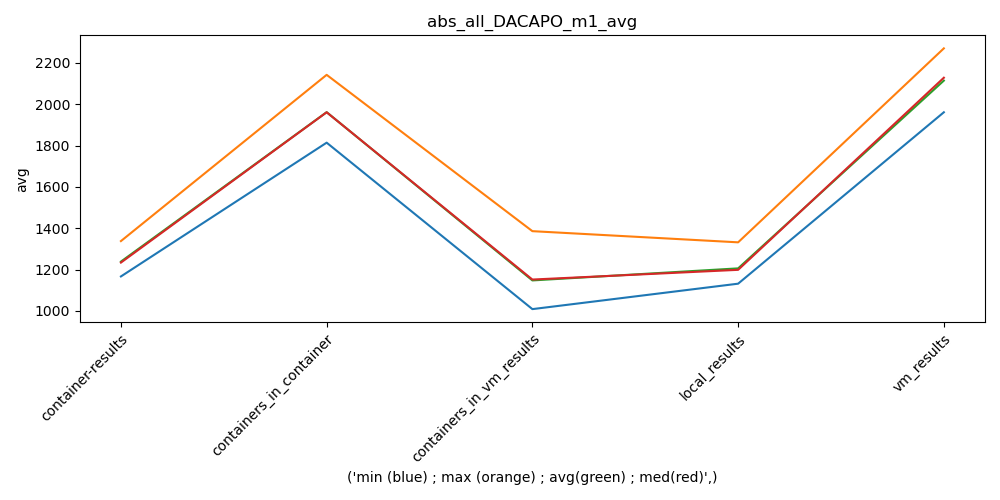 abs_all_DACAPO_m1_avg
2200
2000
1800
1600
1400
1200
1000
avg
container-results
containers_in_container
containers_in_vm_results
local_results
vm_results
('min (blue) ; max (orange) ; avg(green) ; med(red)',)